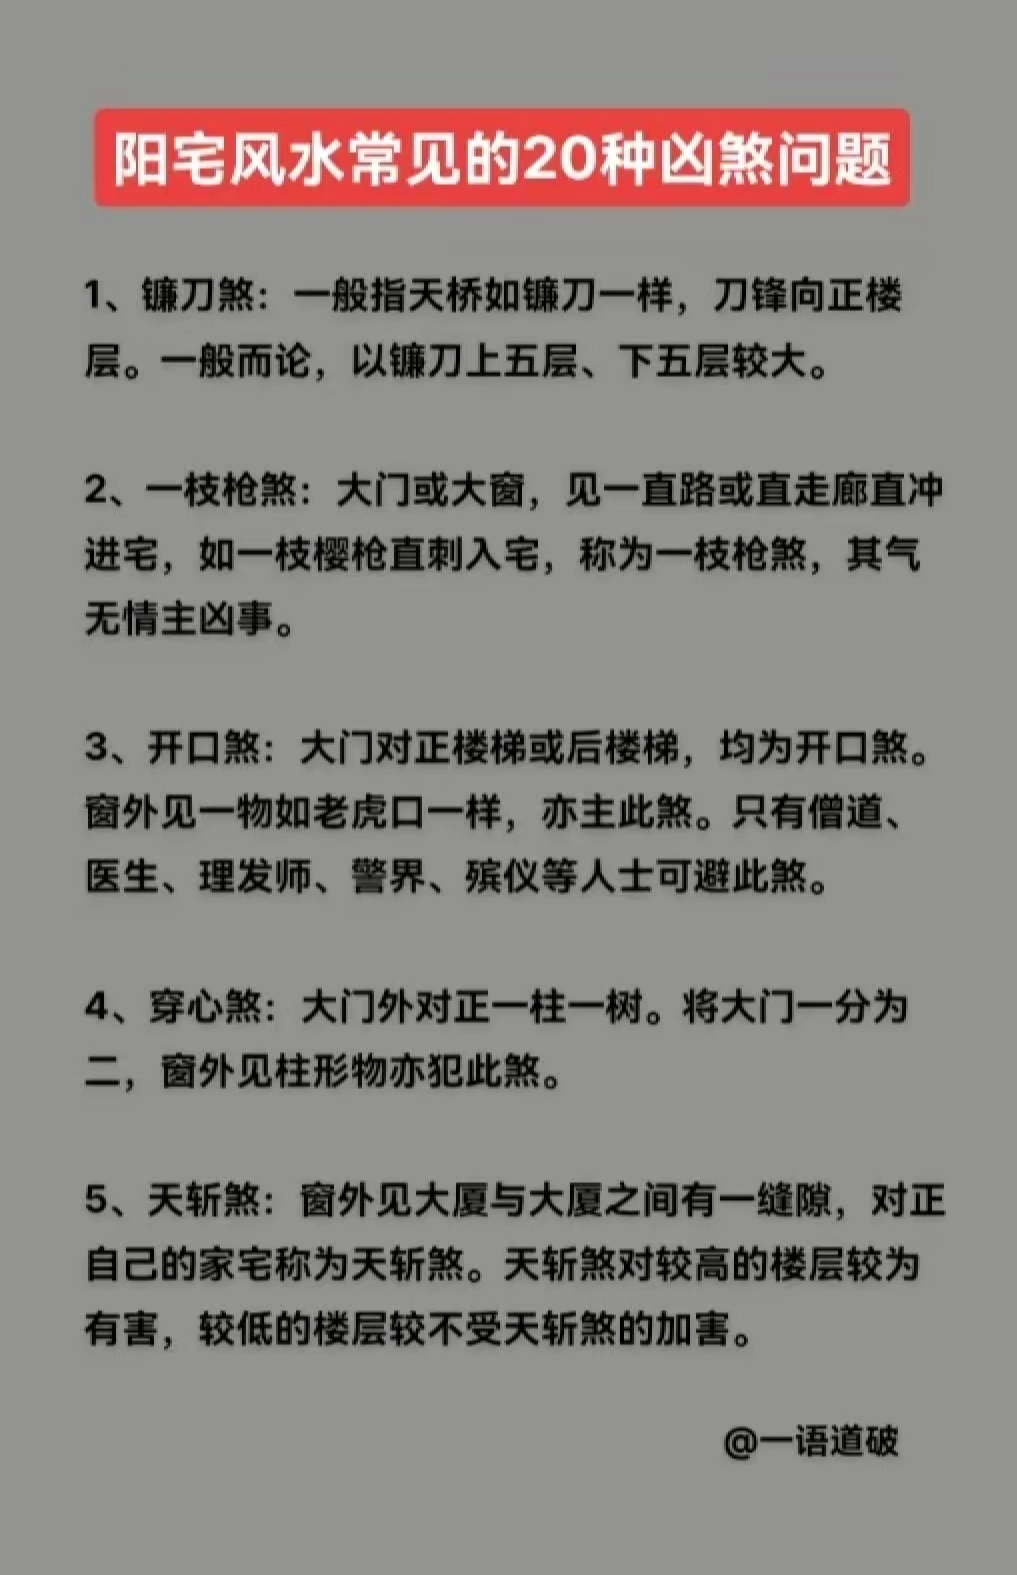 阳宅风水常见的20种凶煞问题
1、镰刀煞：一般指天桥如镰刀一样，刀锋向正楼
层。一般而论，以镰刀上五层、下五层较大。
2、一枝枪煞：大门或大窗，见一直路或直走廊直冲
进宅，如一枝樱枪直刺入宅，称为一枝枪煞，其气
无情主凶事。
3、开口煞：大门对正楼梯或后楼梯，均为开口煞。
窗外见一物如老虎口一样，亦主此煞。只有僧道、
医生、理发师、警界、殡仪等人士可避此煞。
4、穿心煞：大门外对正一柱一树。将大门一分为
二，窗外见柱形物亦犯此煞。
5、天斩煞：窗外见大厦与大厦之间有一缝隙，对正
自己的家宅称为天斩煞。天斩煞对较高的楼层较为
有害，较低的楼层较不受天斩煞的加害。
@一语道破